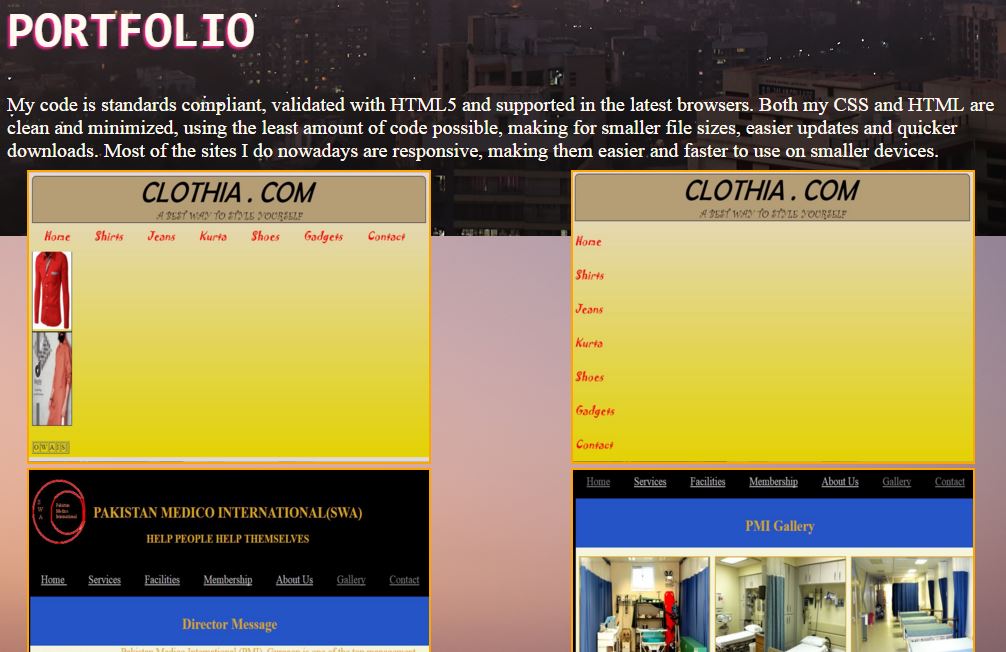 PORTFOLIO
My code is standards compliant, validated with HTML5 and supported in the latest browsers. Both my CSS and HTML are
clean and minimized, using the least amount of code possible, making for smaller file sizes, easier updates and quicker
downloads. Most of the sites I do nowadays are responsive, making them easier and faster to use on smaller devices.
CLOTHIA . COM
A BEST WAY TO STYLE YOURSELF
Home Shirts Jeans Kurta Shoes Gadgets Contact
OWAIS
CLOTHIA . COM
A BEST WAY TO STYLE YOURSELF
Home
Shirts
Jeans
Kurta
Shoes
Gadgets
Contact
SWA
Pakistan
Medico
International
PAKISTAN MEDICO INTERNATIONAL(SWA)
HELP PEOPLE HELP THEMSELVES
Home Services Facilities Membership About Us Gallery Contact
Director Message
Home Services Facilities Membership About Us Gallery Contact
PMI Gallery